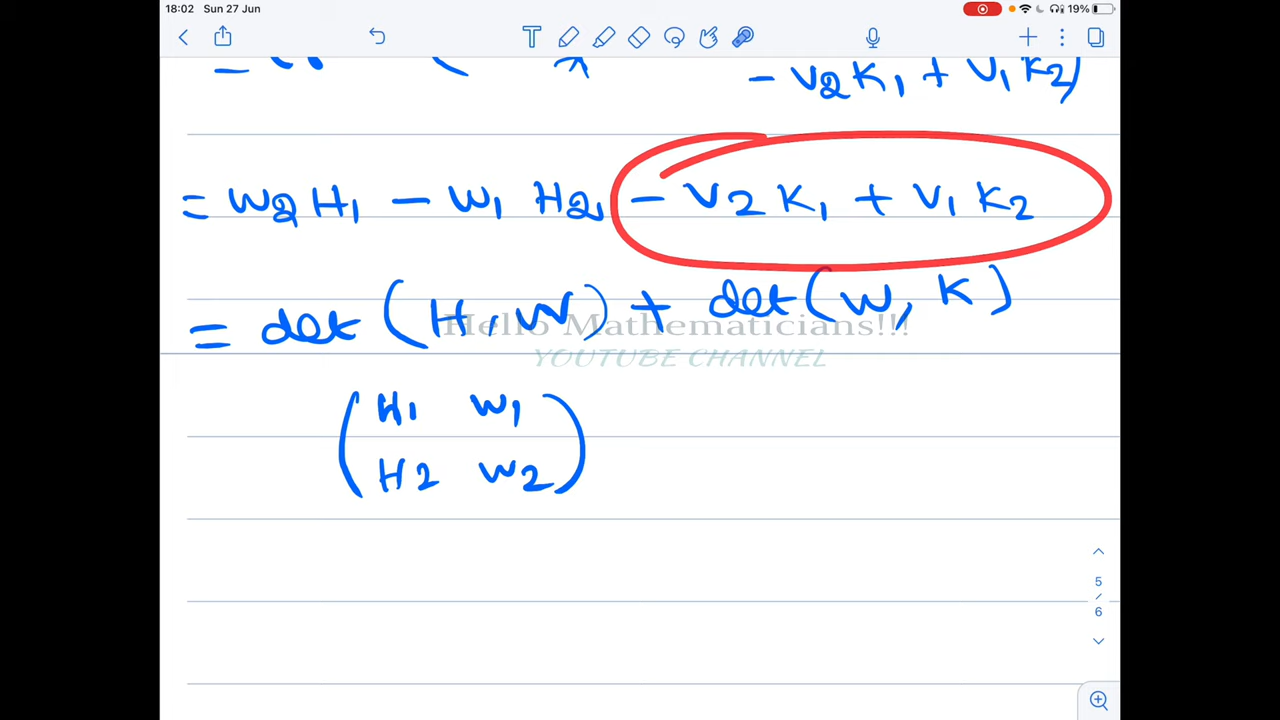 18:02 Sun 27 Jun 19%
- V2K1 + V1K2)
= W2H1 - W1H2 - V2K1 + V1K2
= det (H, W) + det (W, K)
Hello Mathematicians!!!
YOUTUBE CHANNEL
(H1 W1
H2 W2)
5
/
6